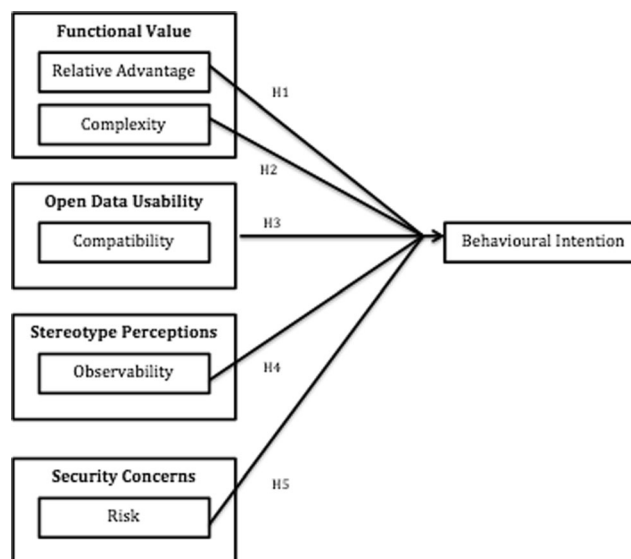 Functional Value
Relative Advantage
H1
Complexity
H2
Open Data Usability
H3
Compatibility
Behavioural Intention
Stereotype Perceptions
Observability
H4
Security Concerns
H5
Risk